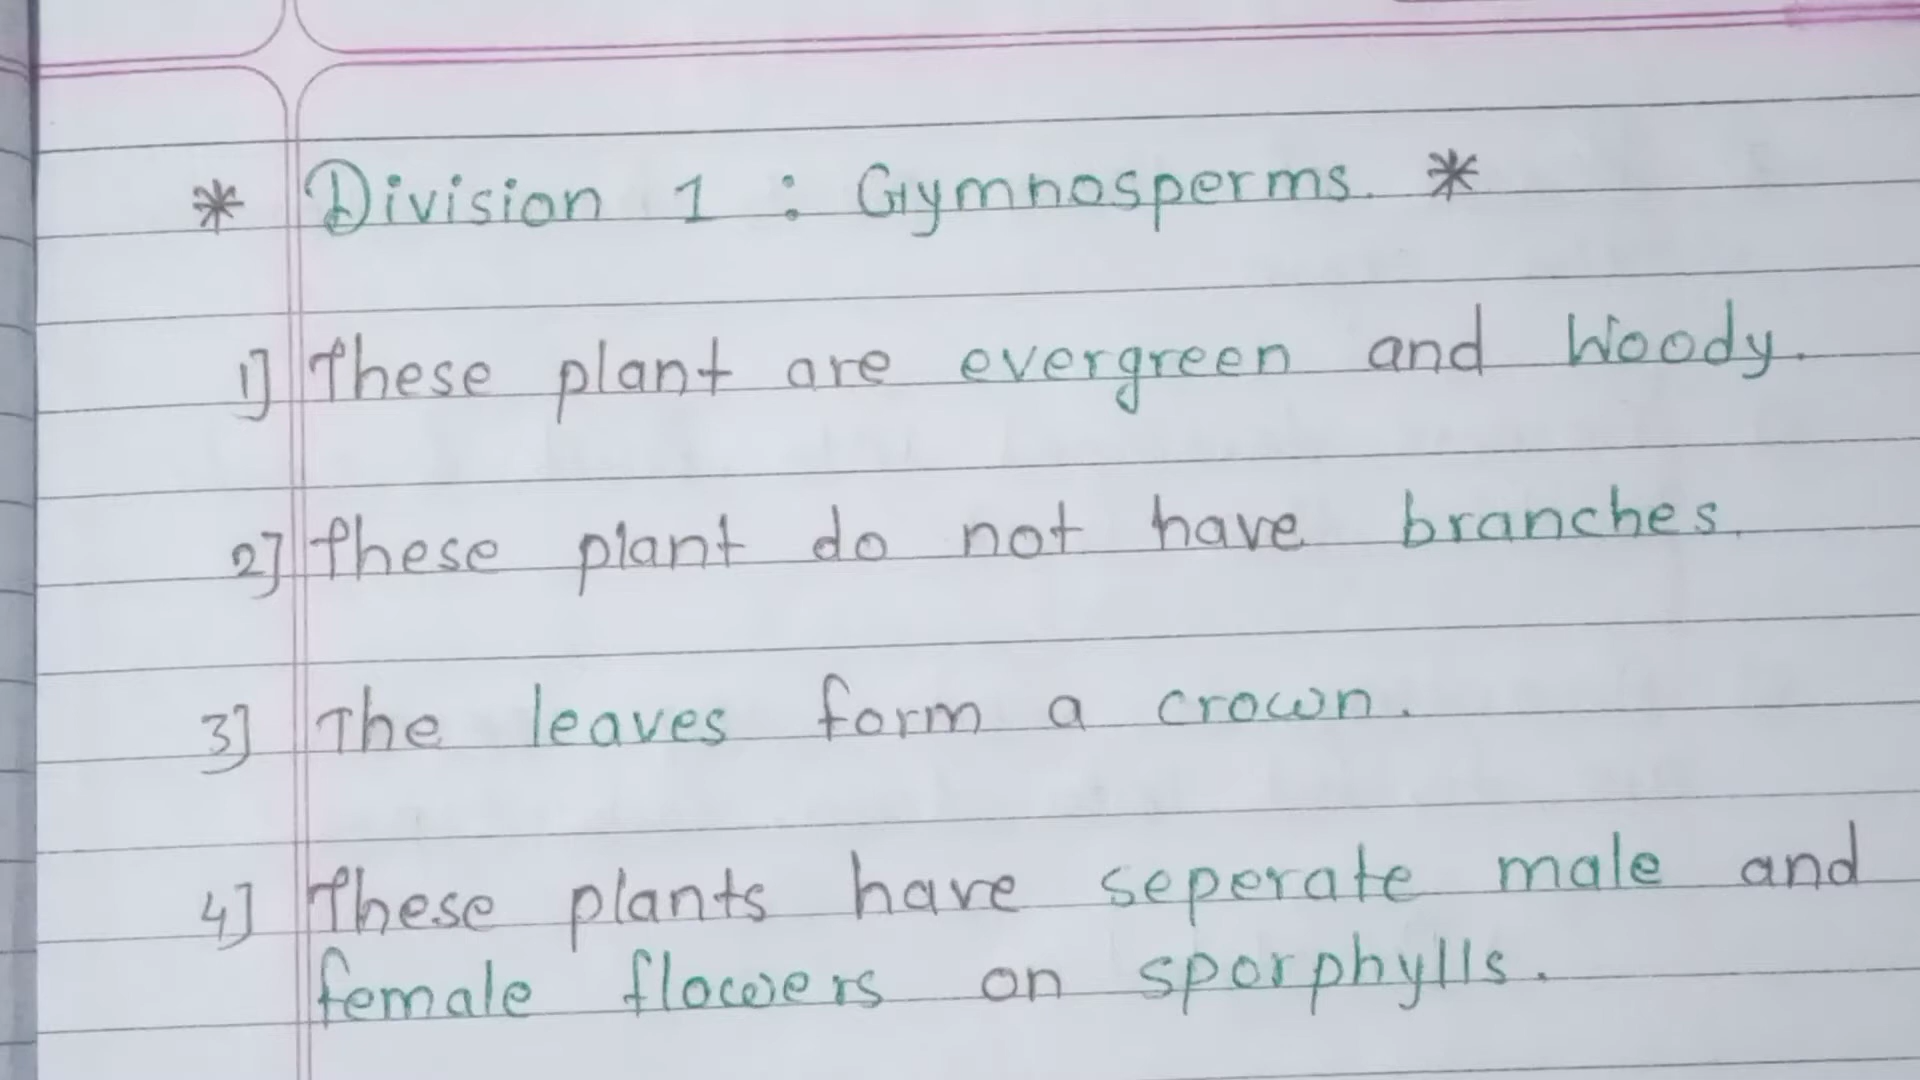 * Division 1 : Gymnosperms. *
1] These plant are evergreen and Woody.
2] These plant do not have branches.
3] The leaves form a crown.
4] These plants have seperate male and
female flowers on sporphylls.